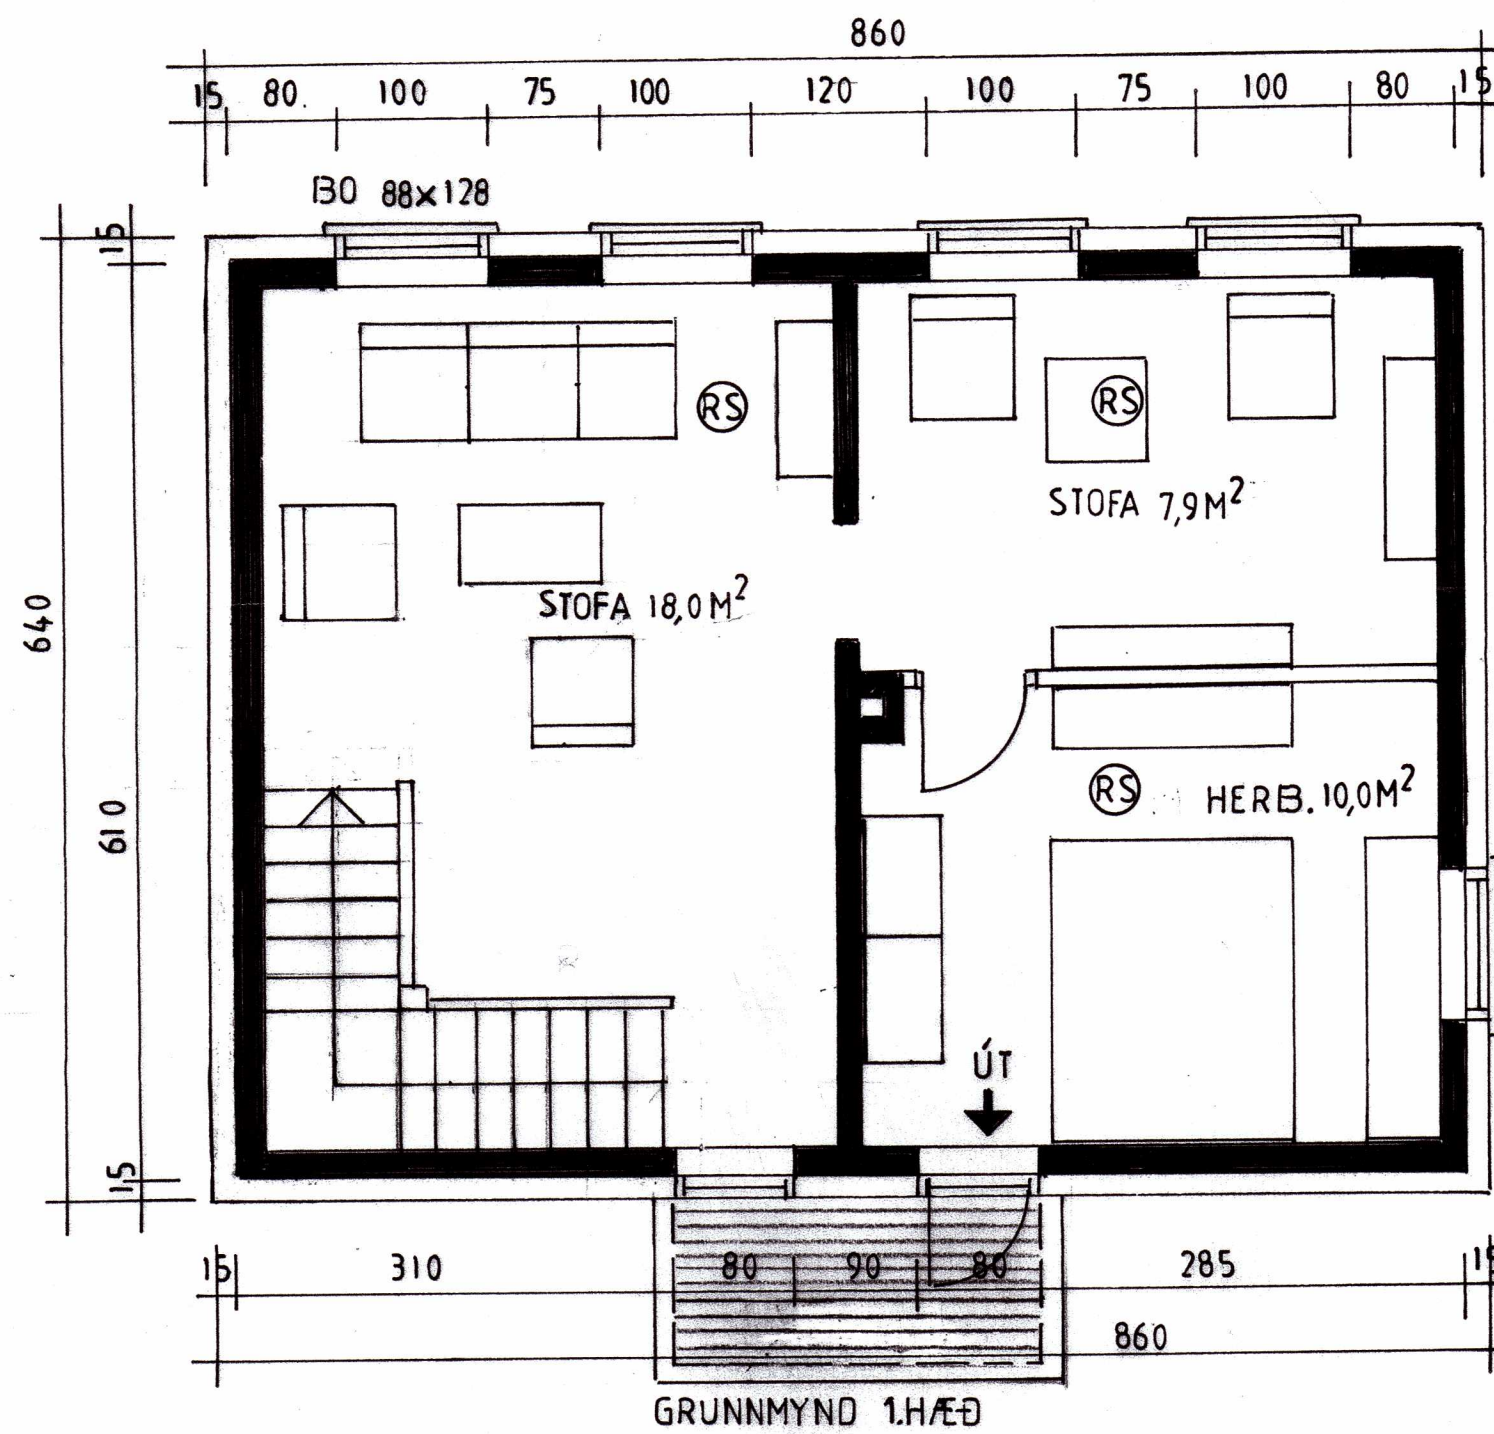 860
15 80 100 75 100 120 100 75 100 80 15
BO 88x128
15
RS
RS
STOFA 7,9M²
STOFA 18,0M²
640
610
RS
HERB. 10,0M²
ÚT
15
15 310 80 90 80 285 15
860
GRUNNMYND 1.HÆÐ